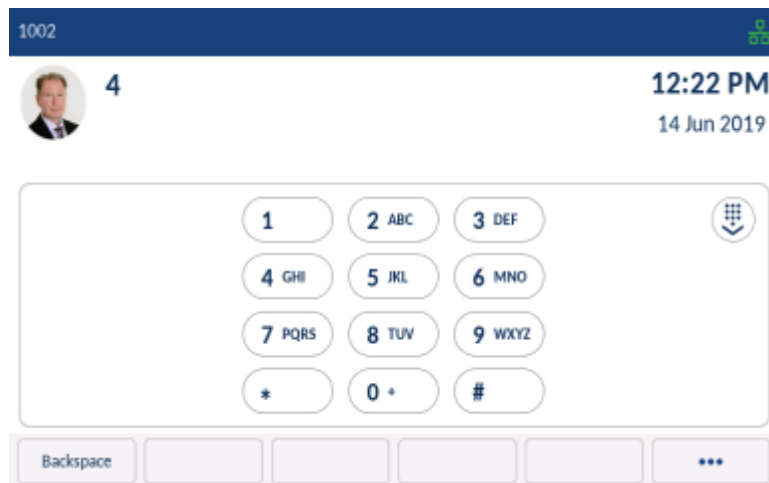 1002
4
12:22 PM
14 Jun 2019
1 2 ABC 3 DEF
4 GHI 5 JKL 6 MNO
7 PQRS 8 TUV 9 WXYZ
* 0 + #
Backspace •••